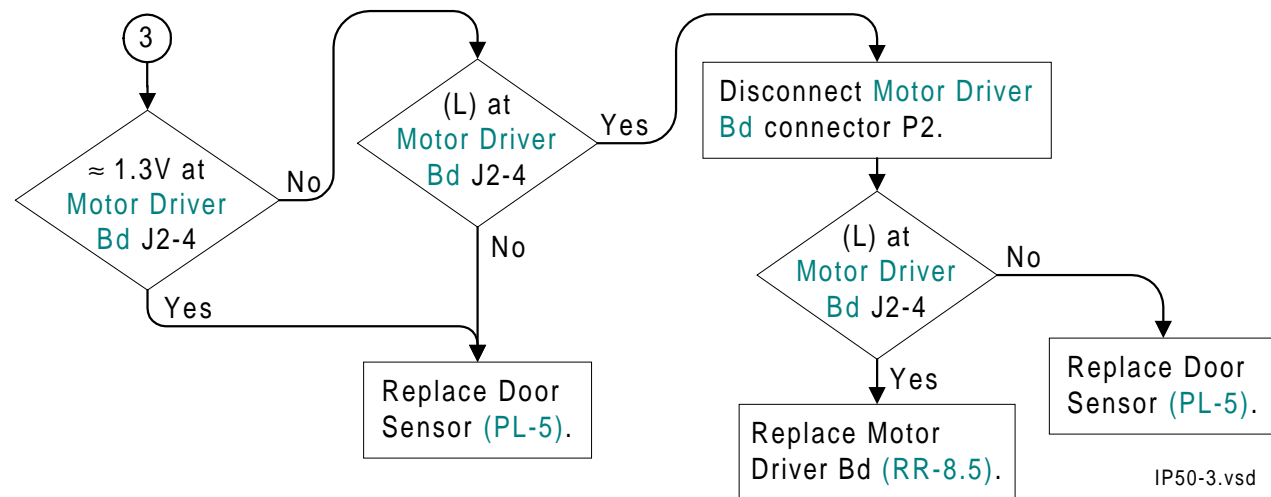 3
≈ 1.3V at
Motor Driver
Bd J2-4
No
Yes
(L) at
Motor Driver
Bd J2-4
Yes
No
Replace Door
Sensor (PL-5).
Disconnect Motor Driver
Bd connector P2.
(L) at
Motor Driver
Bd J2-4
No
Yes
Replace Motor
Driver Bd (RR-8.5).
Replace Door
Sensor (PL-5).
IP50-3.vsd